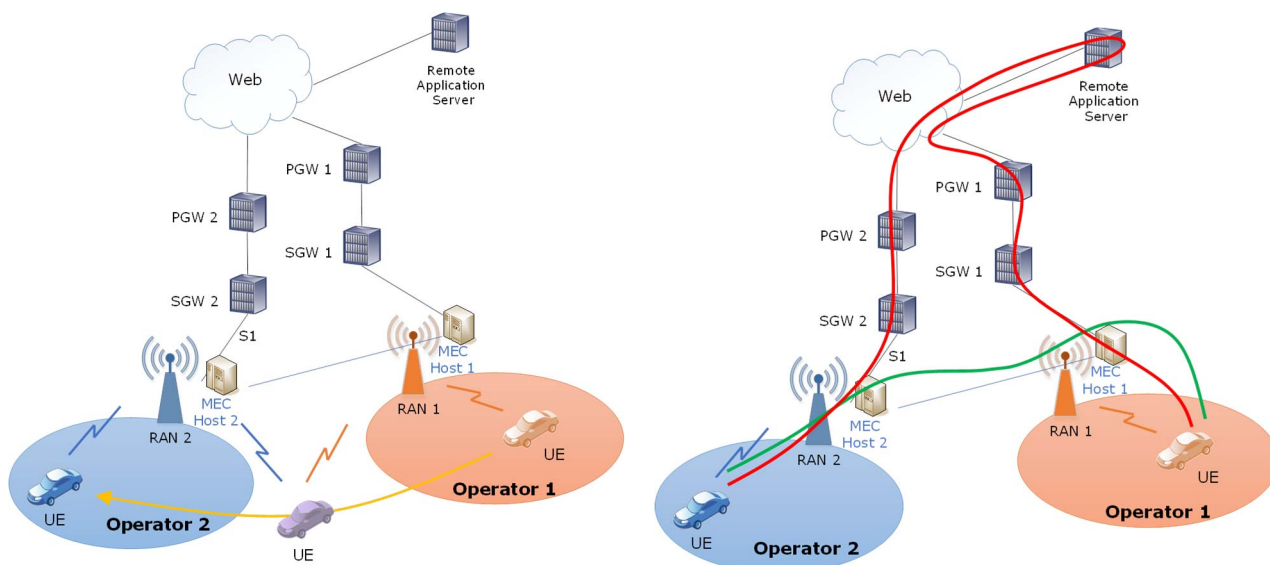 Web
Remote
Application
Server
PGW 1
PGW 2
SGW 1
SGW 2
S1
MEC
Host 1
MEC
Host 2
RAN 1
RAN 2
UE
Operator 1
UE
Operator 2
UE
Web
Remote
Application
Server
PGW 1
PGW 2
SGW 1
SGW 2
S1
MEC
Host 1
MEC
Host 2
RAN 1
RAN 2
UE
Operator 1
UE
Operator 2